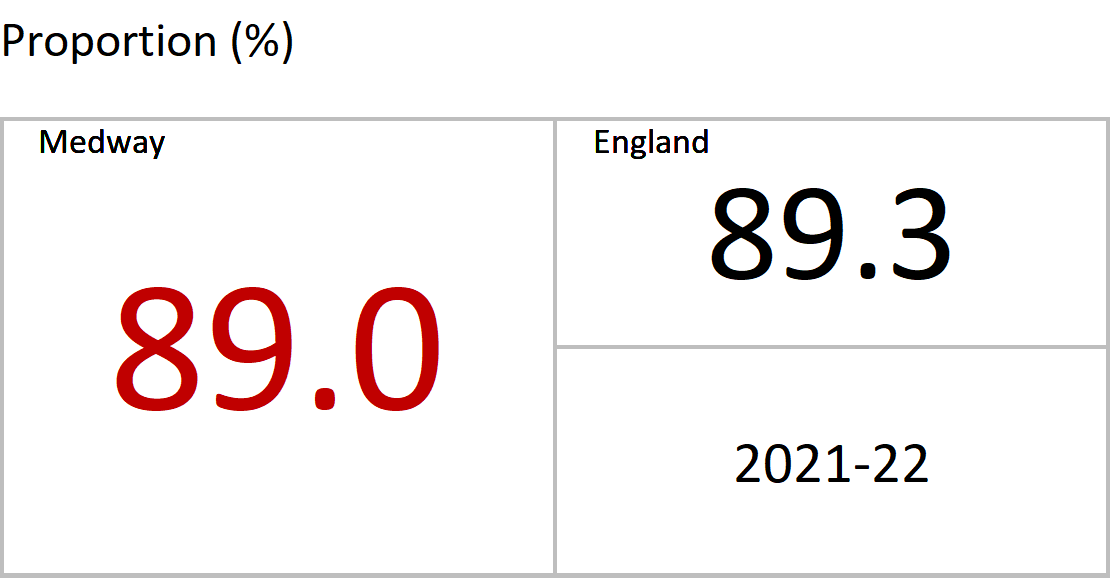 Proportion (%)
Medway
89.0
England
89.3
2021-22